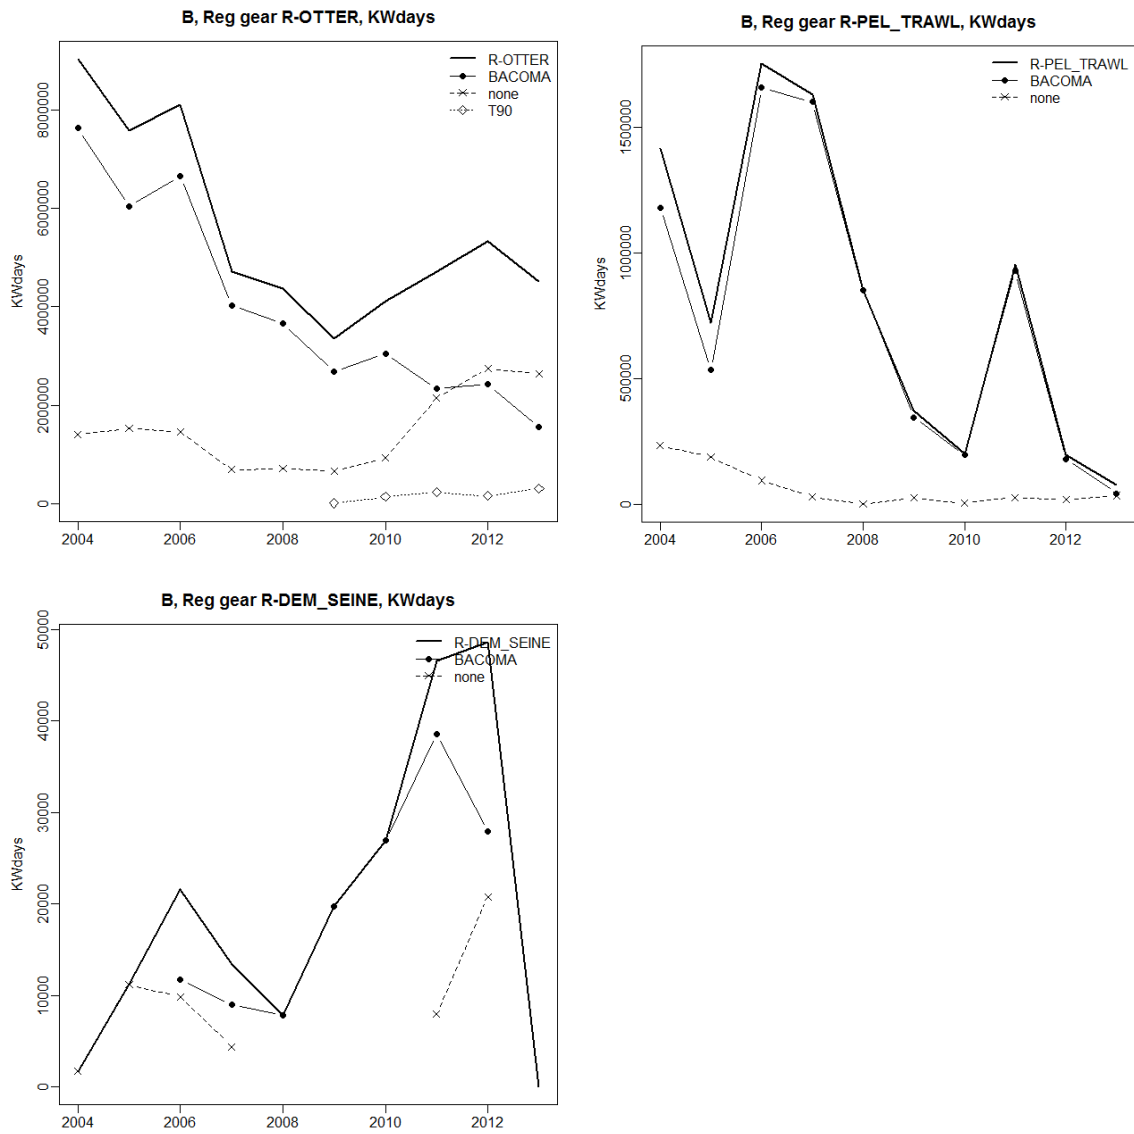 B, Reg gear R-OTTER, KWdays
R-OTTER
BACOMA
none
T90
KWdays
0
2000000
4000000
6000000
8000000
2004
2006
2008
2010
2012
B, Reg gear R-PEL_TRAWL, KWdays
R-PEL_TRAWL
BACOMA
none
KWdays
0
500000
1000000
1500000
2004
2006
2008
2010
2012
B, Reg gear R-DEM_SEINE, KWdays
R-DEM_SEINE
BACOMA
none
KWdays
0
10000
20000
30000
40000
50000
2004
2006
2008
2010
2012